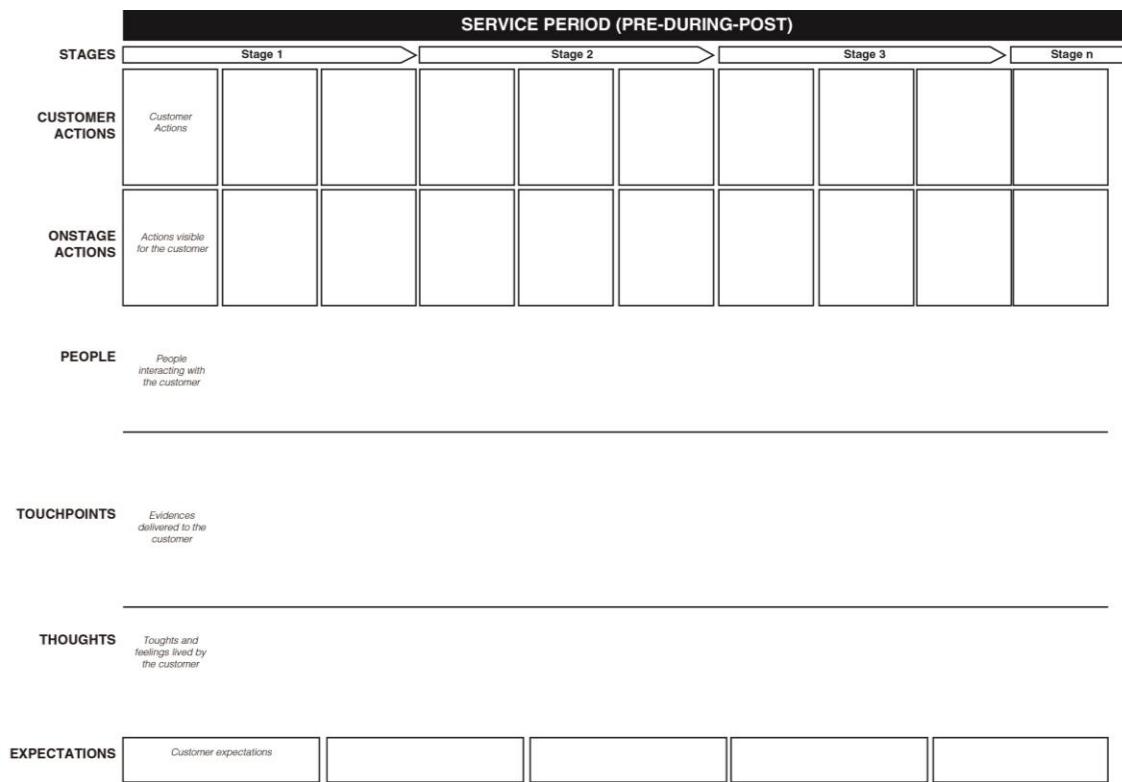 SERVICE PERIOD (PRE-DURING-POST)
STAGES
Stage 1
Stage 2
Stage 3
Stage n
CUSTOMER
ACTIONS
Customer
Actions
ONSTAGE
ACTIONS
Actions visible
for the customer
PEOPLE
People
interacting with
the customer
TOUCHPOINTS
Evidences
delivered to the
customer
THOUGHTS
Toughts and
feelings lived by
the customer
EXPECTATIONS
Customer expectations